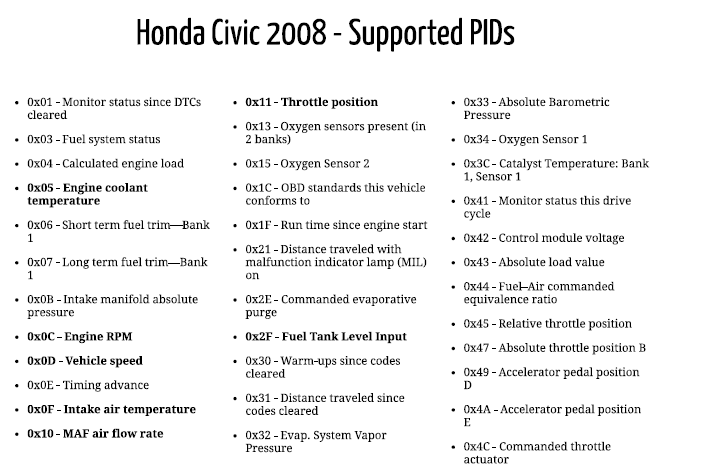 Honda Civic 2008 - Supported PIDs
• 0x01 - Monitor status since DTCs
cleared
• 0x03 - Fuel system status
• 0x04 - Calculated engine load
• 0x05 - Engine coolant
temperature
• 0x06 - Short term fuel trim—Bank
1
• 0x07 - Long term fuel trim—Bank
1
• 0x0B - Intake manifold absolute
pressure
• 0x0C - Engine RPM
• 0x0D - Vehicle speed
• 0x0E - Timing advance
• 0x0F - Intake air temperature
• 0x10 - MAF air flow rate
• 0x11 - Throttle position
• 0x13 - Oxygen sensors present (in
2 banks)
• 0x15 - Oxygen Sensor 2
• 0x1C - OBD standards this vehicle
conforms to
• 0x1F - Run time since engine start
• 0x21 - Distance traveled with
malfunction indicator lamp (MIL)
on
• 0x2E - Commanded evaporative
purge
• 0x2F - Fuel Tank Level Input
• 0x30 - Warm-ups since codes
cleared
• 0x31 - Distance traveled since
codes cleared
• 0x32 - Evap. System Vapor
Pressure
• 0x33 - Absolute Barometric
Pressure
• 0x34 - Oxygen Sensor 1
• 0x3C - Catalyst Temperature: Bank
1, Sensor 1
• 0x41 - Monitor status this drive
cycle
• 0x42 - Control module voltage
• 0x43 - Absolute load value
• 0x44 - Fuel–Air commanded
equivalence ratio
• 0x45 - Relative throttle position
• 0x47 - Absolute throttle position B
• 0x49 - Accelerator pedal position
D
• 0x4A - Accelerator pedal position
E
• 0x4C - Commanded throttle
actuator